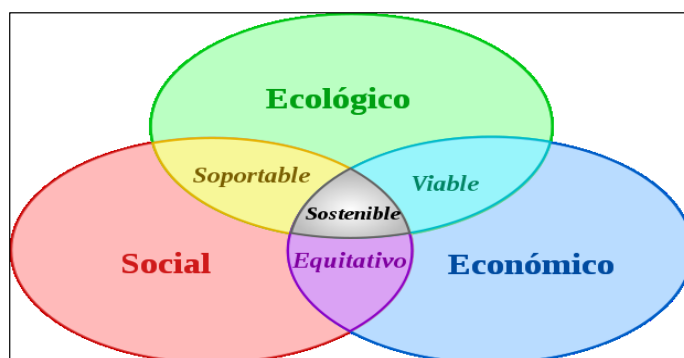 Ecológico
Soportable
Viable
Sostenible
Social
Equitativo
Económico